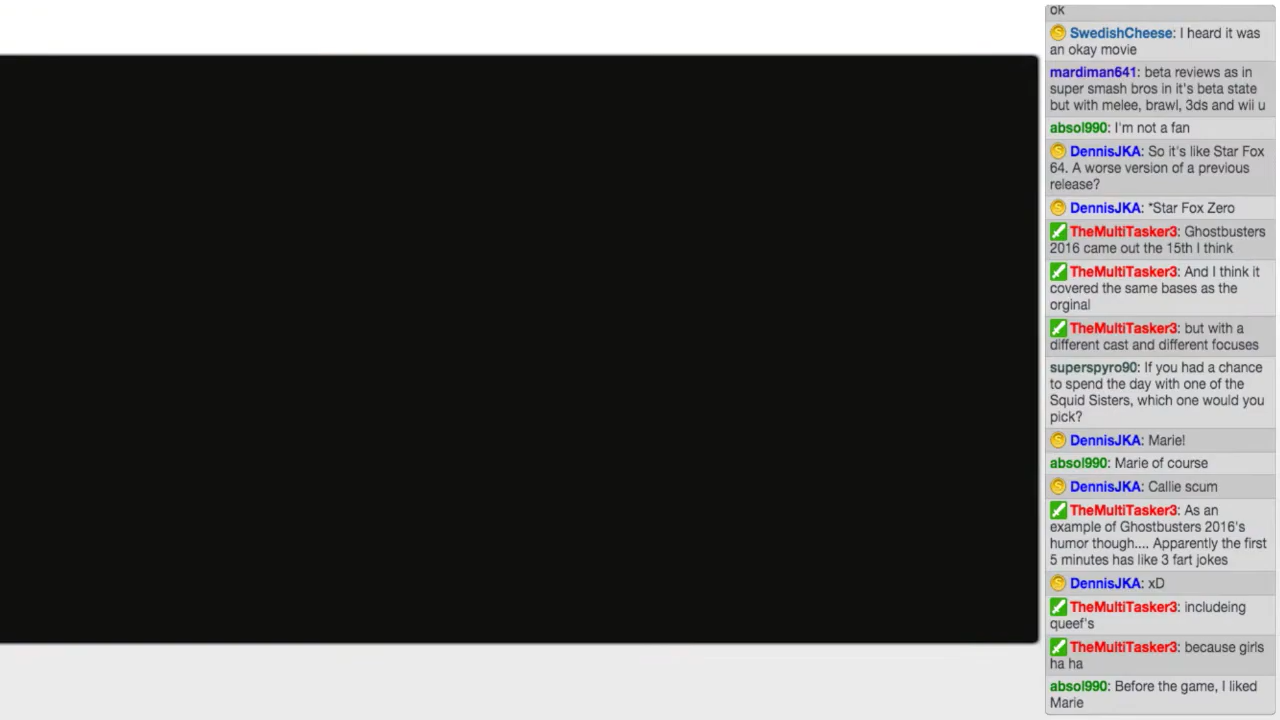 ok
SwedishCheese: I heard it was
an okay movie
mardiman641: beta reviews as in
super smash bros in it's beta state
but with melee, brawl, 3ds and wii u
absol990: I'm not a fan
DennisJKA: So it's like Star Fox
64. A worse version of a previous
release?
DennisJKA: *Star Fox Zero
TheMultiTasker3: Ghostbusters
2016 came out the 15th I think
TheMultiTasker3: And I think it
covered the same bases as the
orginal
TheMultiTasker3: but with a
different cast and different focuses
superspyro90: If you had a chance
to spend the day with one of the
Squid Sisters, which one would you
pick?
DennisJKA: Marie!
absol990: Marie of course
DennisJKA: Callie scum
TheMultiTasker3: As an
example of Ghostbusters 2016's
humor though.... Apparently the first
5 minutes has like 3 fart jokes
DennisJKA: xD
TheMultiTasker3: includeing
queef's
TheMultiTasker3: because girls
ha ha
absol990: Before the game, I liked
Marie